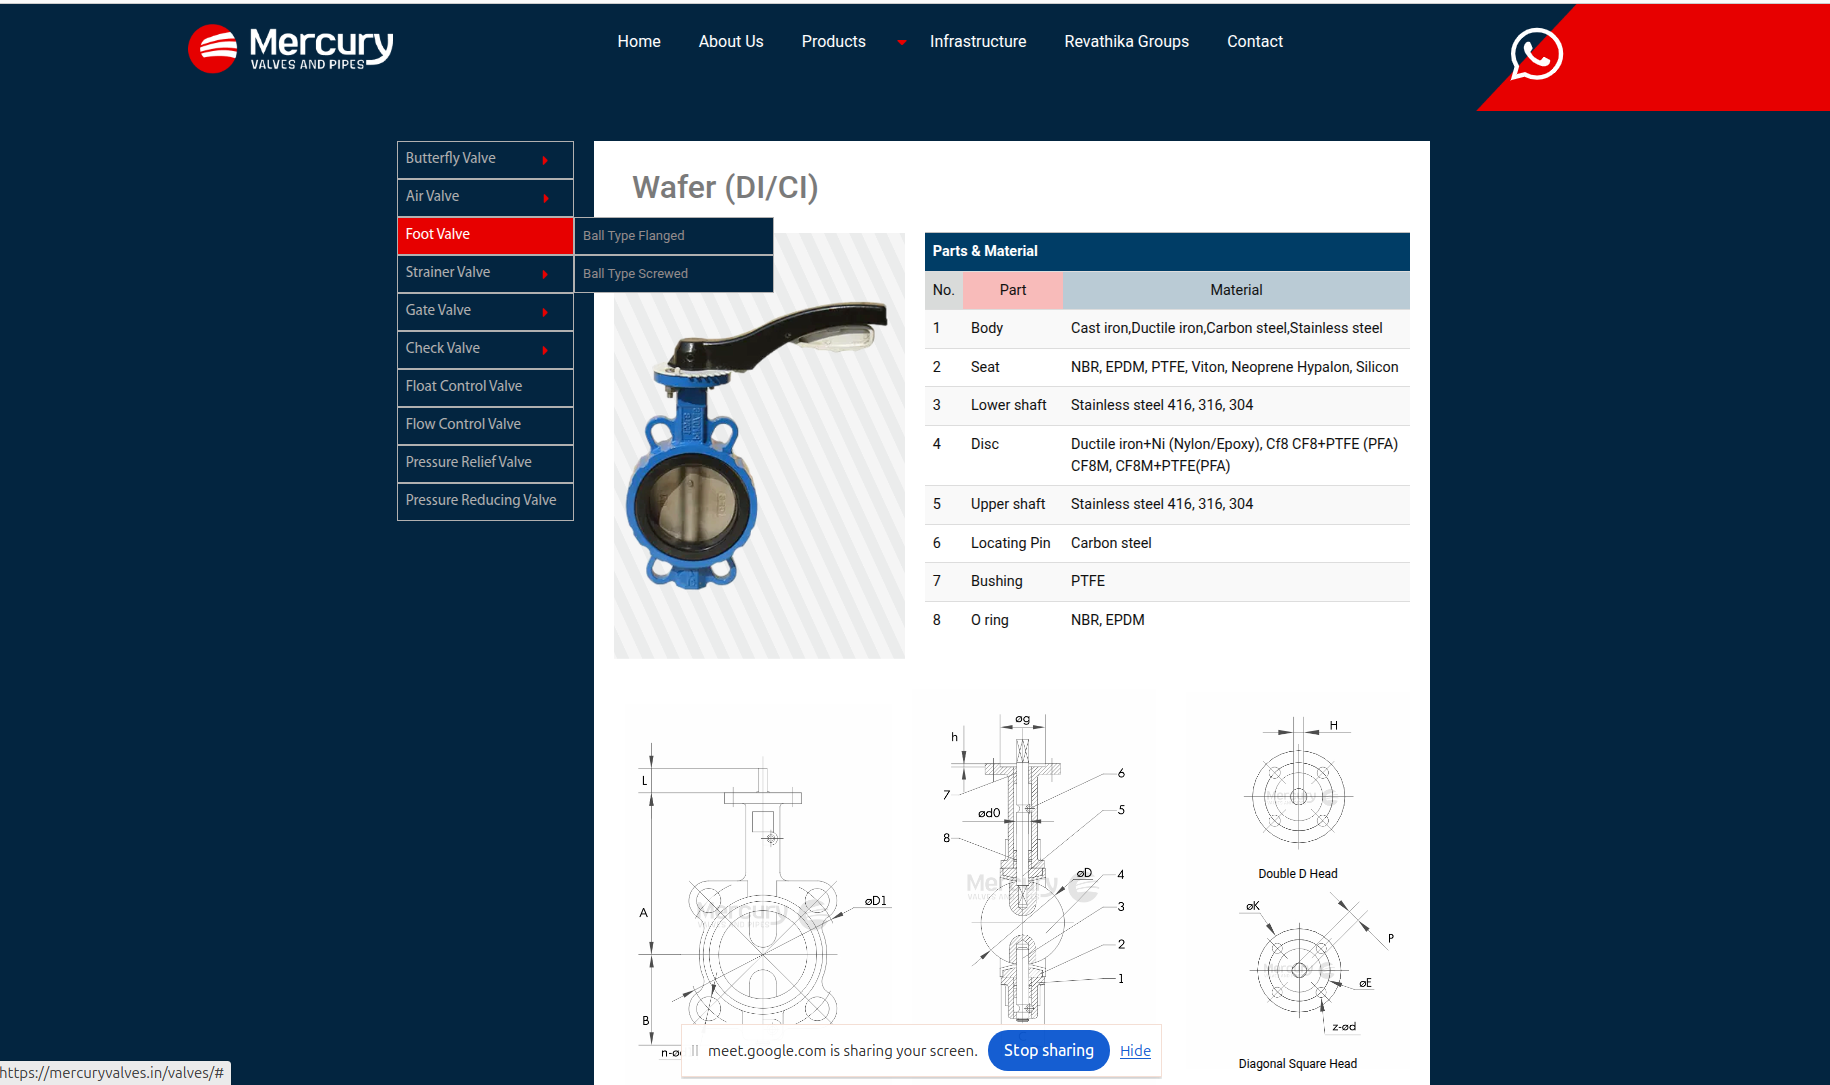 Mercury
VALVES AND PIPES
Home
About Us
Products
Infrastructure
Revathika Groups
Contact
Butterfly Valve
Air Valve
Foot Valve
Strainer Valve
Gate Valve
Check Valve
Float Control Valve
Flow Control Valve
Pressure Relief Valve
Pressure Reducing Valve
Ball Type Flanged
Ball Type Screwed
Wafer (DI/CI)
Parts & Material
No. Part Material
1 Body Cast iron,Ductile iron,Carbon steel,Stainless steel
2 Seat NBR, EPDM, PTFE, Viton, Neoprene Hypalon, Silicon
3 Lower shaft Stainless steel 416, 316, 304
4 Disc Ductile iron+Ni (Nylon/Epoxy), Cf8 CF8+PTFE (PFA)
CF8M, CF8M+PTFE(PFA)
5 Upper shaft Stainless steel 416, 316, 304
6 Locating Pin Carbon steel
7 Bushing PTFE
8 O ring NBR, EPDM
L
A
B
øD1
Mercury
VALVES AND PIPES
øg
h
7
ød0
8
6
5
øD
4
3
2
1
H
Mercury
Double D Head
øK
P
øE
z-ød
Diagonal Square Head
meet.google.com is sharing your screen.
Stop sharing
Hide
https://mercuryvalves.in/valves/#